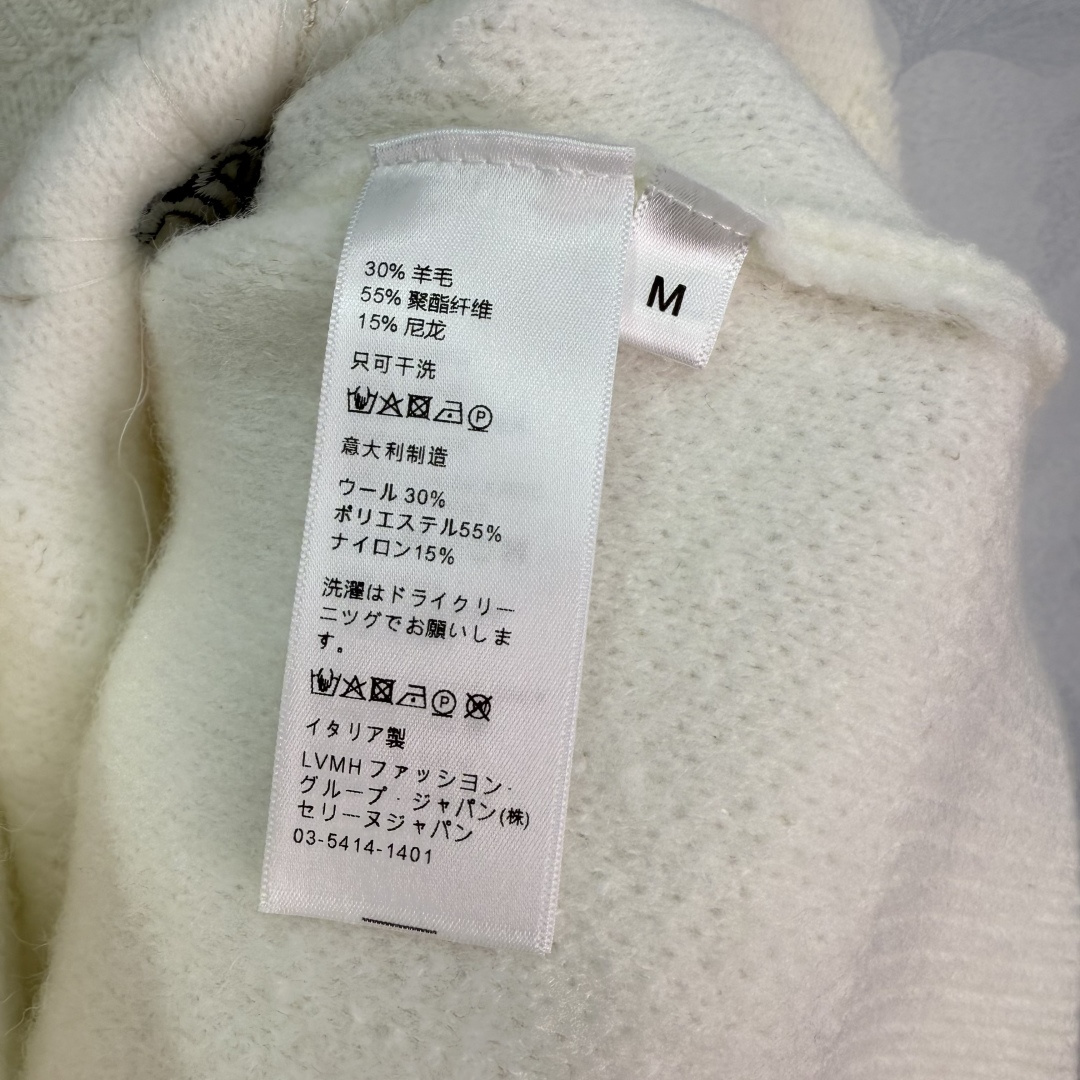 30% 羊毛
55% 聚酯纤维
15% 尼龙
只可干洗
P
意大利制造
ウール 30%
ポリエステル55%
ナイロン15%
洗濯はドライクリー
ニツグでお願いしま
す。
P
イタリア製
LVMH ファッション·
グループ · ジャパン(株)
セリーヌジャパン
03-5414-1401
M